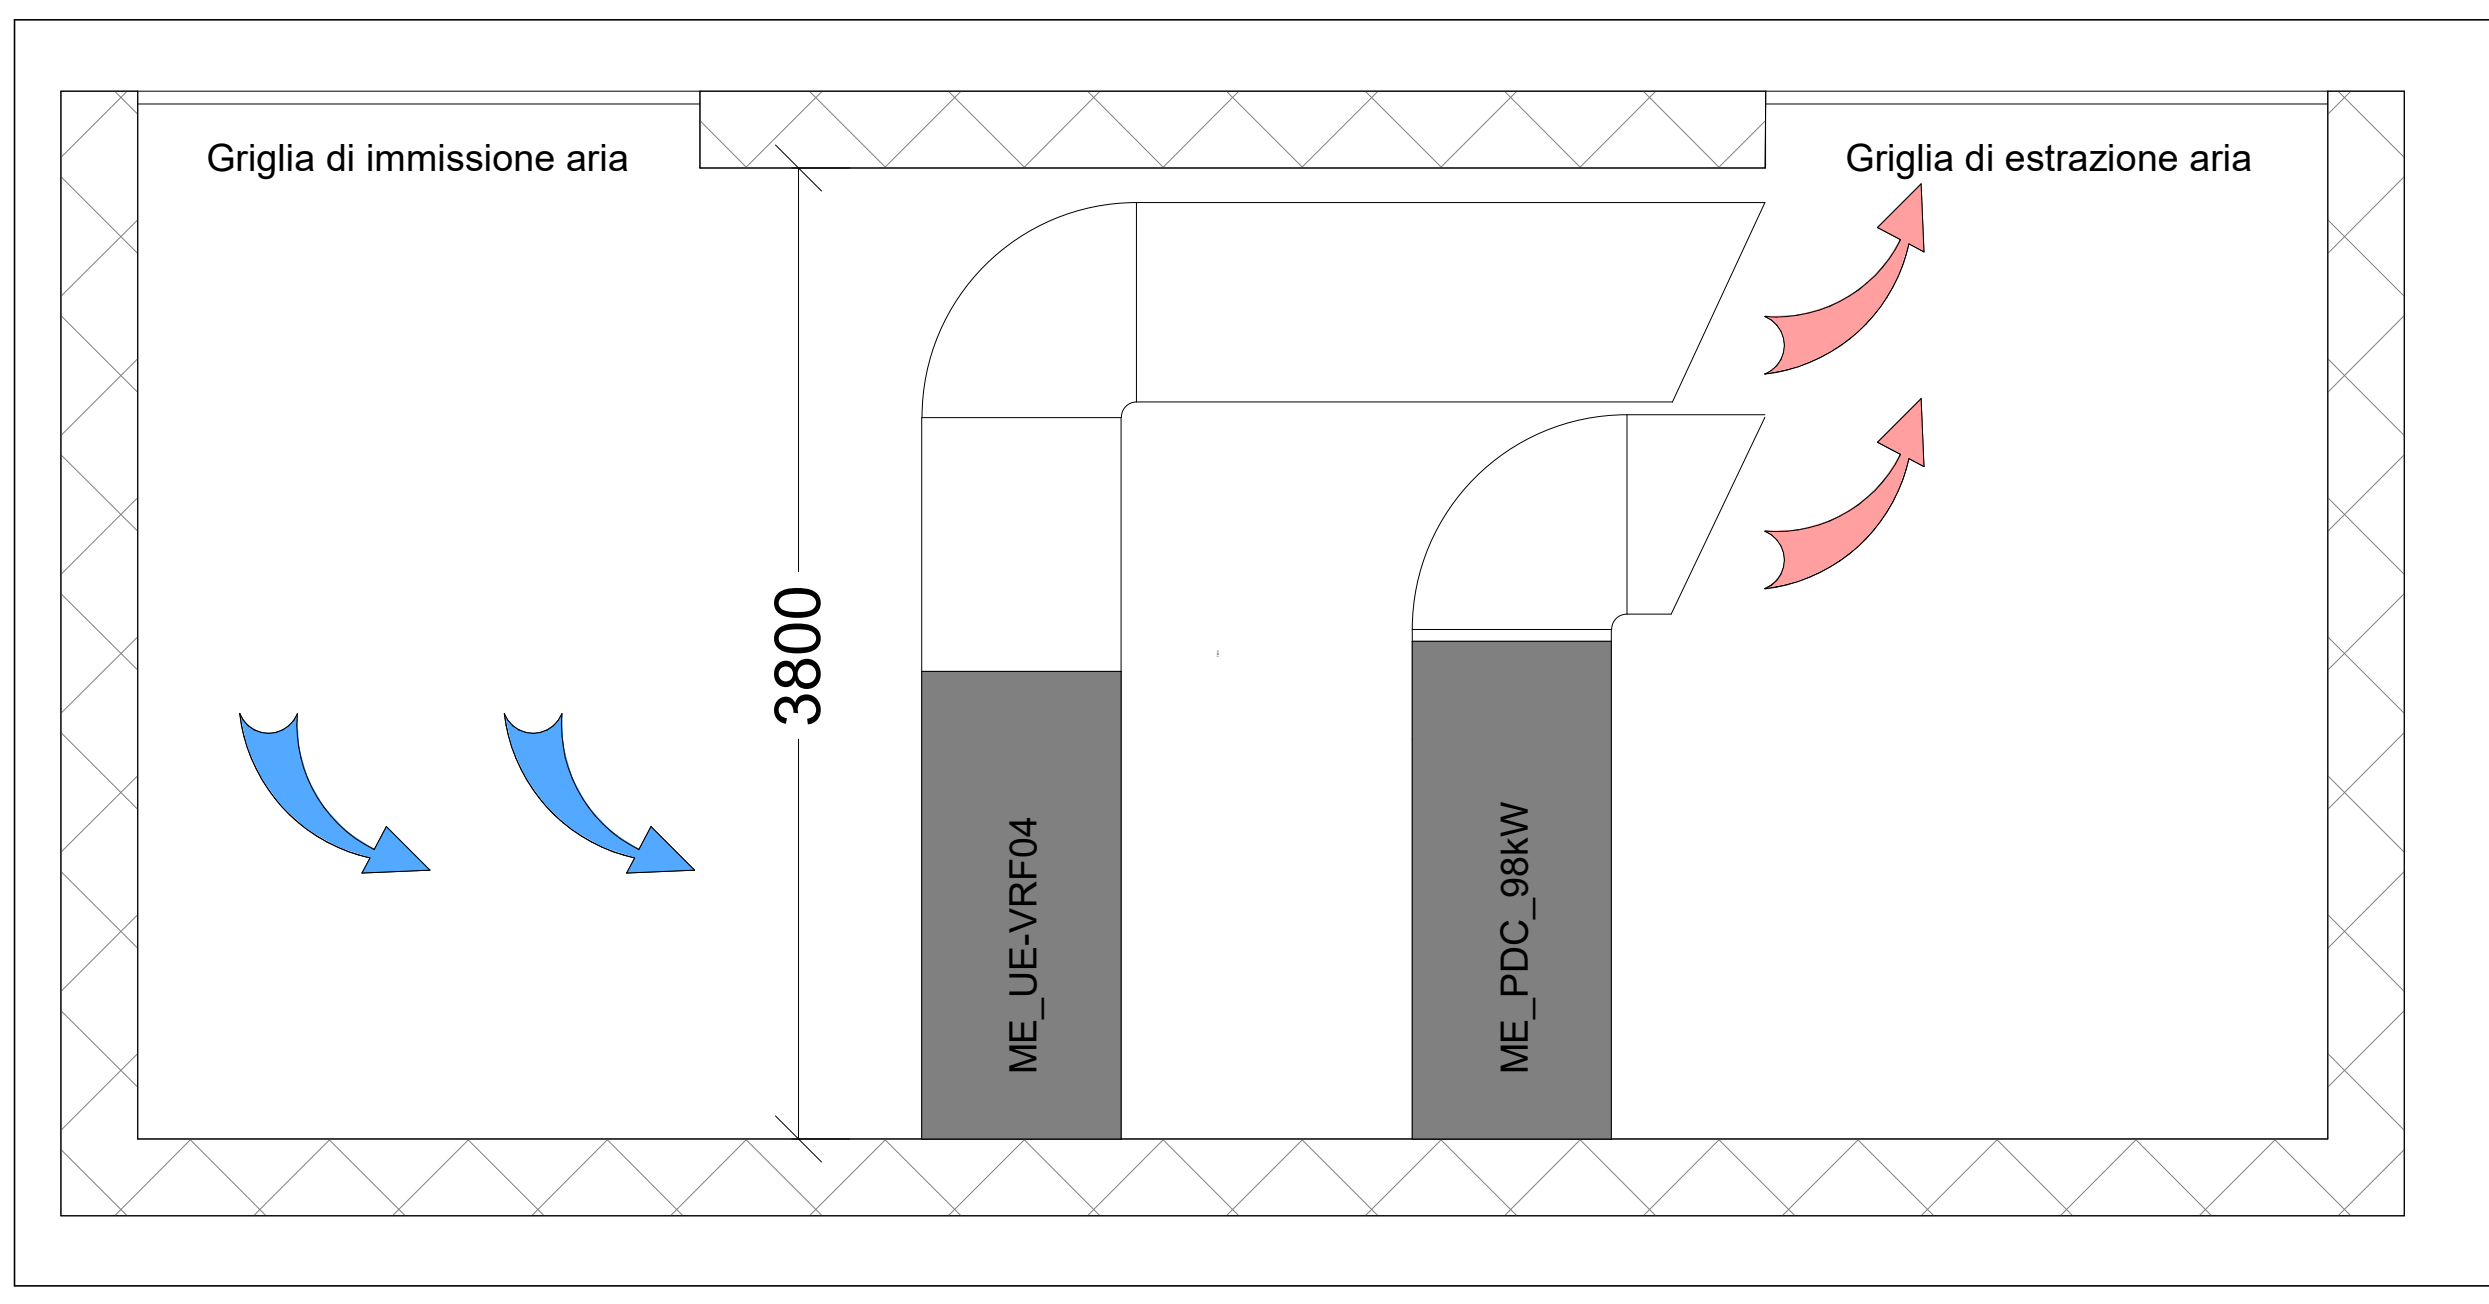 Griglia di immissione aria
Griglia di estrazione aria
3800
ME_UE-VRF04
ME_PDC_98kW